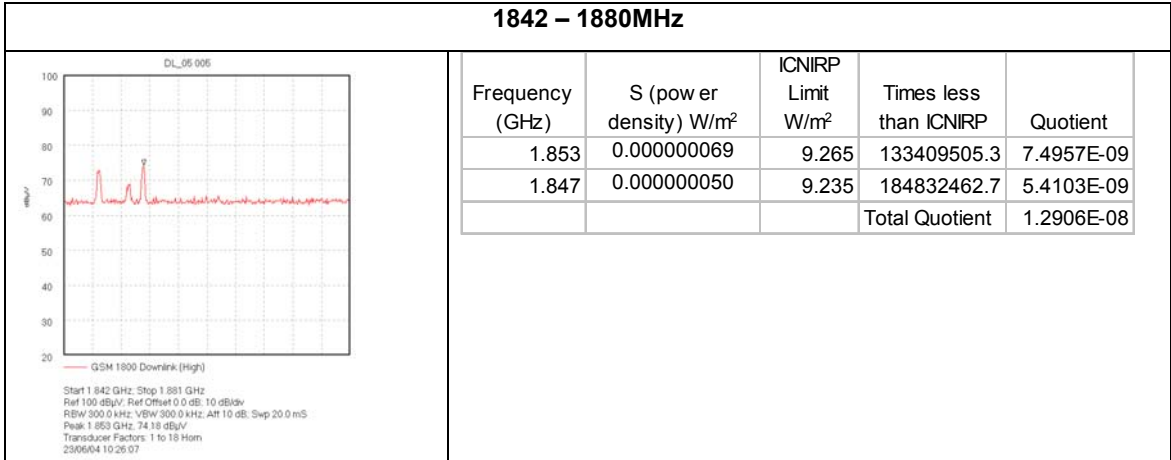 1842 – 1880MHz
DL_05 005
100
90
80
70
60
50
40
30
20
dBµV
GSM 1800 Downlink (High)
Start 1.842 GHz; Stop 1.881 GHz
Ref 100 dBµV; Ref Offset 0.0 dB; 10 dB/div
RBW 300.0 kHz; VBW 300.0 kHz; Att 10 dB; Swp 20.0 mS
Peak 1.853 GHz, 74.18 dBµV
Transducer Factors: 1 to 18 Horn
23/06/04 10:26:07
Frequency (GHz) S (power density) W/m² ICNIRP Limit W/m² Times less than ICNIRP Quotient
1.853 0.000000069 9.265 133409505.3 7.4957E-09
1.847 0.000000050 9.235 184832462.7 5.4103E-09
Total Quotient 1.2906E-08